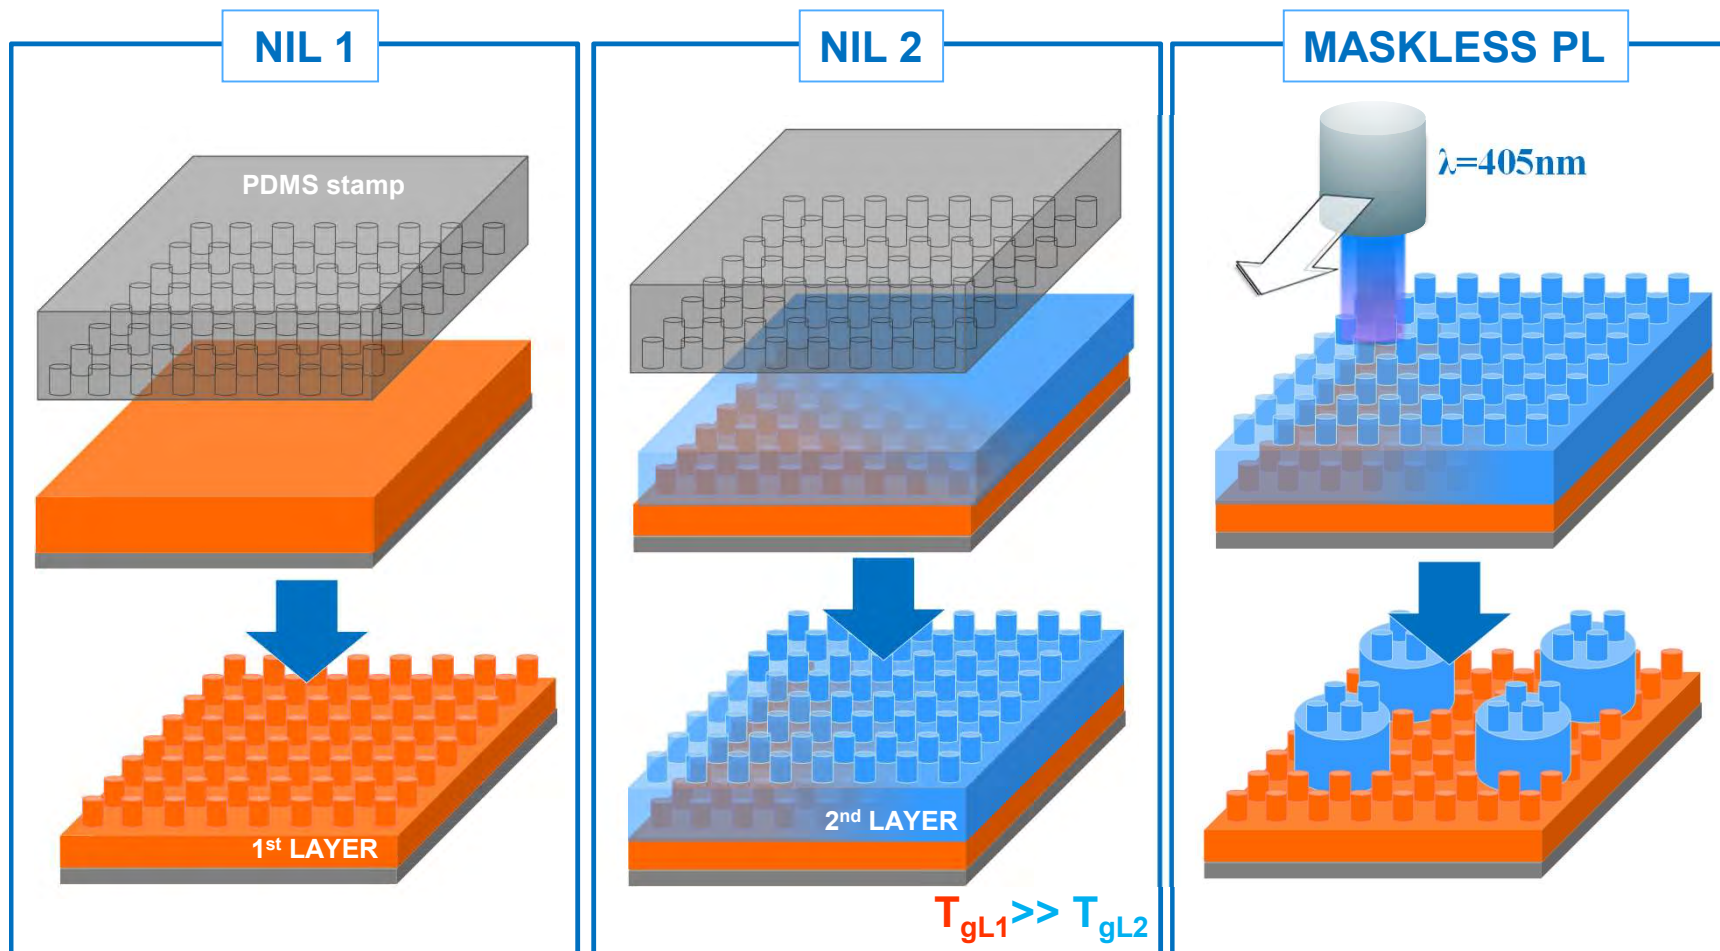 NIL 1
PDMS stamp
1st LAYER
NIL 2
2nd LAYER
TgL1>> TgL2
MASKLESS PL
λ=405nm